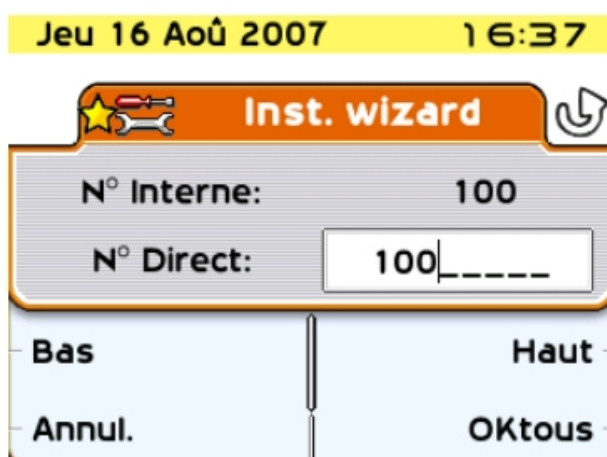 Jeu 16 Aoû 2007 16:37
Inst. wizard
N° Interne: 100
N° Direct: 100_____
Bas Haut
Annul. OKtous